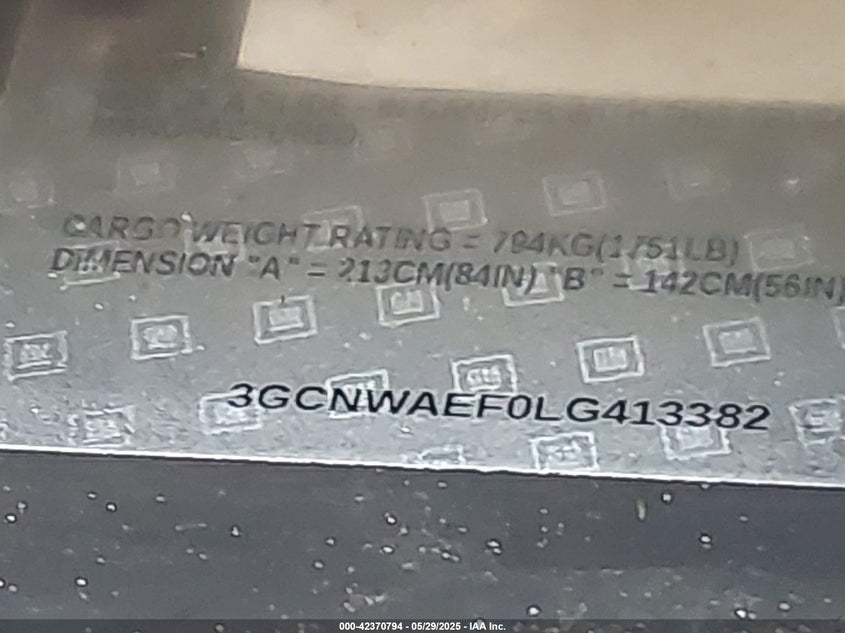 CARGO WEIGHT RATING = 794KG(1751LB)
DIMENSION "A" = 213CM(84IN) "B" = 142CM(56IN)
3GCNWAEF0LG413382
000-42370794 - 05/29/2025 - IAA Inc.